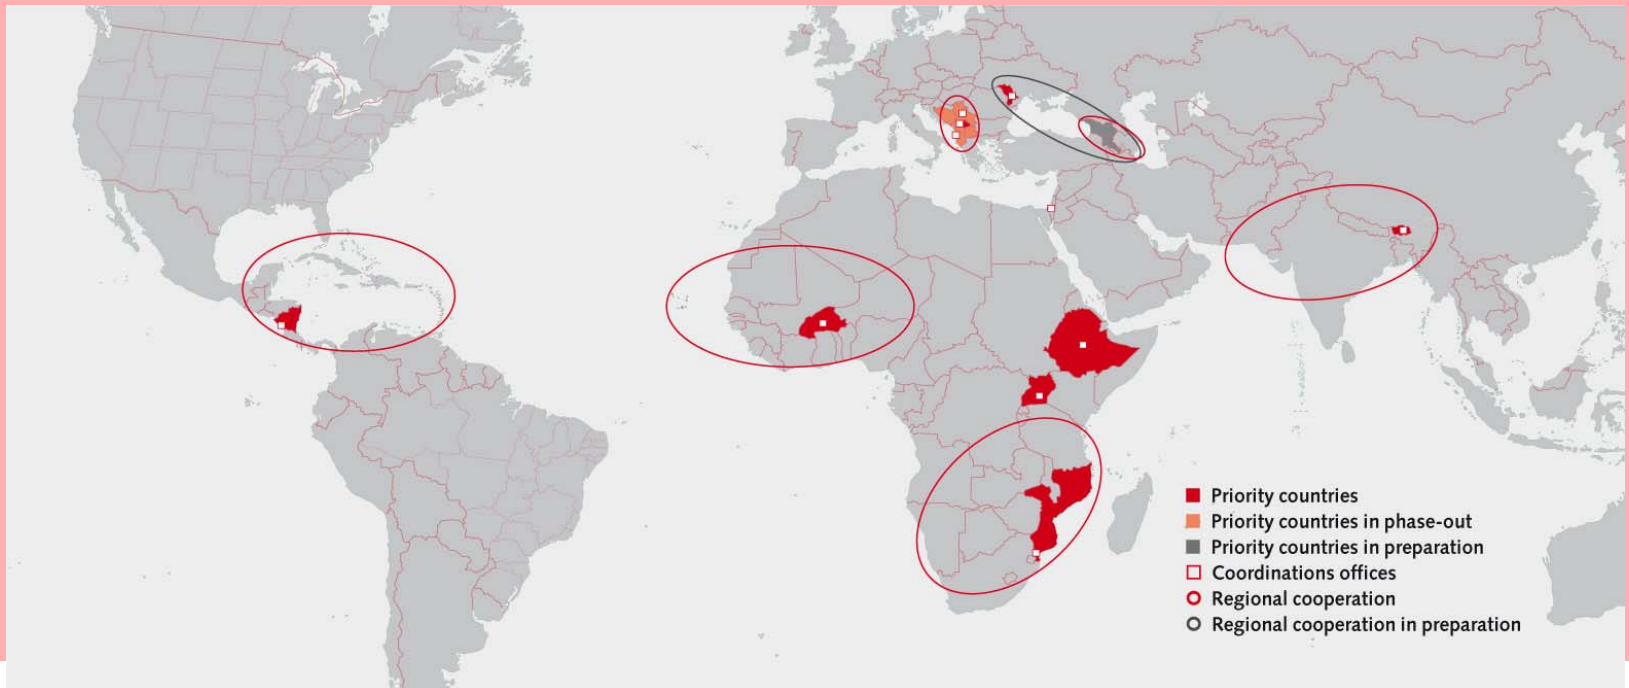 Priority countries
Priority countries in phase-out
Priority countries in preparation
Coordinations offices
Regional cooperation
Regional cooperation in preparation